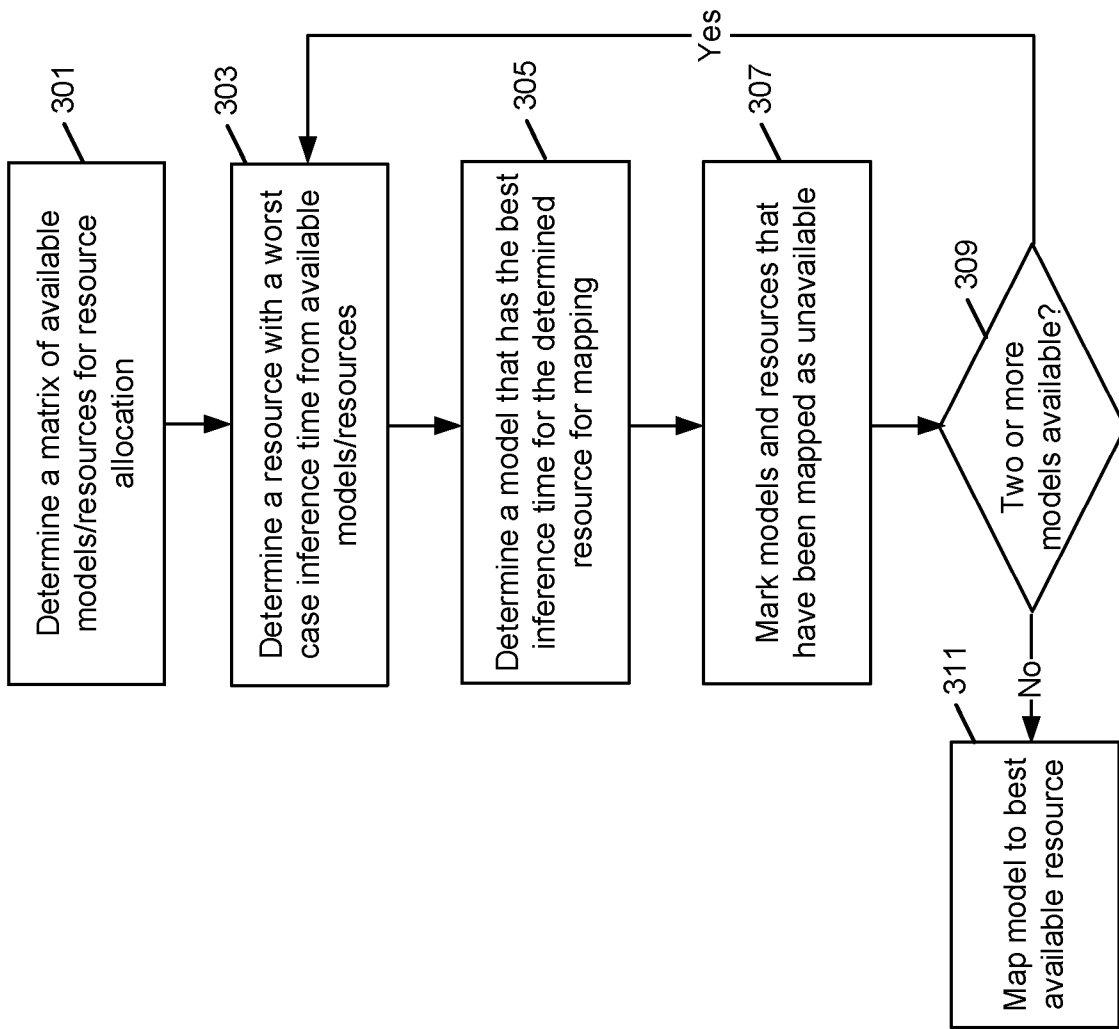 301
Determine a matrix of available
models/resources for resource
allocation
303
Determine a resource with a worst
case inference time from available
models/resources
305
Determine a model that has the best
inference time for the determined
resource for mapping
307
Mark models and resources that
have been mapped as unavailable
309
Two or more
models available?
Yes
No
311
Map model to best
available resource